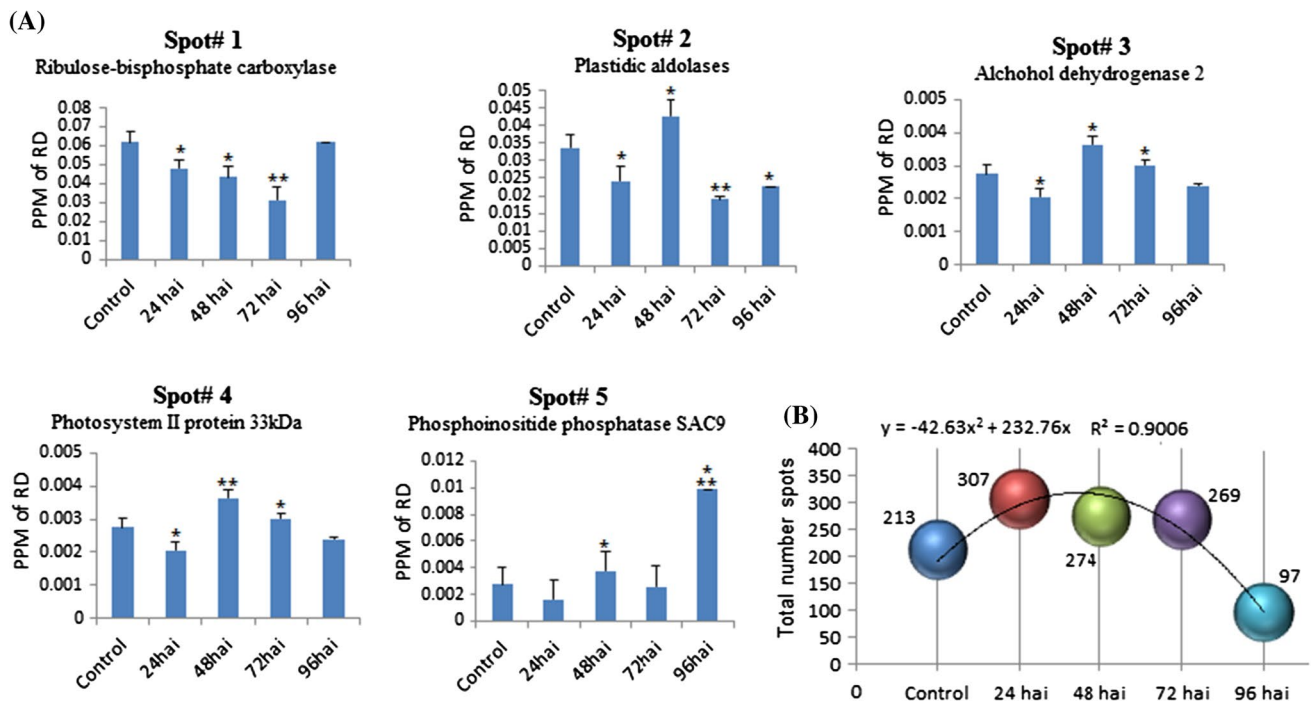 (A)
Spot# 1
Ribulose-bisphosphate carboxylase
PPM of RD
0.08
0.07
0.06
0.05
0.04
0.03
0.02
0.01
0
*
*
**
Control
24 hai
48 hai
72 hai
96 hai
Spot# 2
Plastidic aldolases
PPM of RD
0.05
0.045
0.04
0.035
0.03
0.025
0.02
0.015
0.01
0.005
0
*
*
**
*
Control
24 hai
48 hai
72 hai
96 hai
Spot# 3
Alchohol dehydrogenase 2
PPM of RD
0.005
0.004
0.003
0.002
0.001
0
*
*
*
Control
24hai
48hai
72hai
96hai
Spot# 4
Photosystem II protein 33kDa
PPM of RD
0.005
0.004
0.003
0.002
0.001
0
*
**
*
Control
24hai
48hai
72hai
96hai
Spot# 5
Phosphoinositide phosphatase SAC9
PPM of RD
0.012
0.01
0.008
0.006
0.004
0.002
0
*
*
**
Control
24hai
48hai
72hai
96hai
(B)
y = -42.63x² + 232.76x R² = 0.9006
Total number spots
400
350
300
250
200
150
100
50
0
213
307
274
269
97
0 Control 24 hai 48 hai 72 hai 96 hai